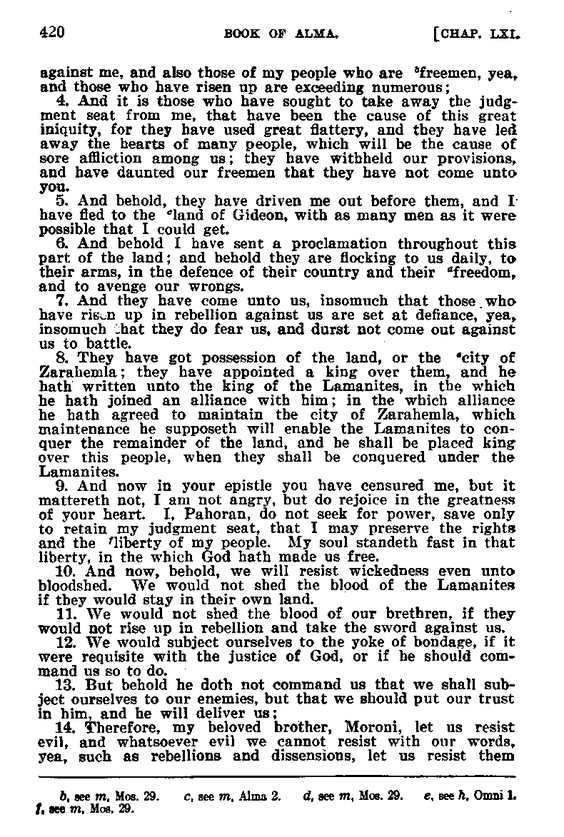 420 BOOK OF ALMA. [CHAP. LXI.
against me, and also those of my people who are ᵇfreemen, yea,
and those who have risen up are exceeding numerous;
4. And it is those who have sought to take away the judg-
ment seat from me, that have been the cause of this great
iniquity, for they have used great flattery, and they have led
away the hearts of many people, which will be the cause of
sore affliction among us; they have withheld our provisions,
and have daunted our freemen that they have not come unto
you.
5. And behold, they have driven me out before them, and I
have fled to the ᶜland of Gideon, with as many men as it were
possible that I could get.
6. And behold I have sent a proclamation throughout this
part of the land; and behold they are flocking to us daily, to
their arms, in the defence of their country and their ᵈfreedom,
and to avenge our wrongs.
7. And they have come unto us, insomuch that those who
have risen up in rebellion against us are set at defiance, yea,
insomuch that they do fear us, and durst not come out against
us to battle.
8. They have got possession of the land, or the ᵉcity of
Zarahemla; they have appointed a king over them, and he
hath written unto the king of the Lamanites, in the which
he hath joined an alliance with him; in the which alliance
he hath agreed to maintain the city of Zarahemla, which
maintenance he supposeth will enable the Lamanites to con-
quer the remainder of the land, and he shall be placed king
over this people, when they shall be conquered under the
Lamanites.
9. And now in your epistle you have censured me, but it
mattereth not, I am not angry, but do rejoice in the greatness
of your heart. I, Pahoran, do not seek for power, save only
to retain my judgment seat, that I may preserve the rights
and the ᶠliberty of my people. My soul standeth fast in that
liberty, in the which God hath made us free.
10. And now, behold, we will resist wickedness even unto
bloodshed. We would not shed the blood of the Lamanites
if they would stay in their own land.
11. We would not shed the blood of our brethren, if they
would not rise up in rebellion and take the sword against us.
12. We would subject ourselves to the yoke of bondage, if it
were requisite with the justice of God, or if he should com-
mand us so to do.
13. But behold he doth not command us that we shall sub-
ject ourselves to our enemies, but that we should put our trust
in him, and he will deliver us;
14. Therefore, my beloved brother, Moroni, let us resist
evil, and whatsoever evil we cannot resist with our words,
yea, such as rebellions and dissensions, let us resist them
b, see m, Mos. 29. c, see m, Alma 2. d, see m, Mos. 29. e, see h, Omni 1.
f, see m, Mos. 29.